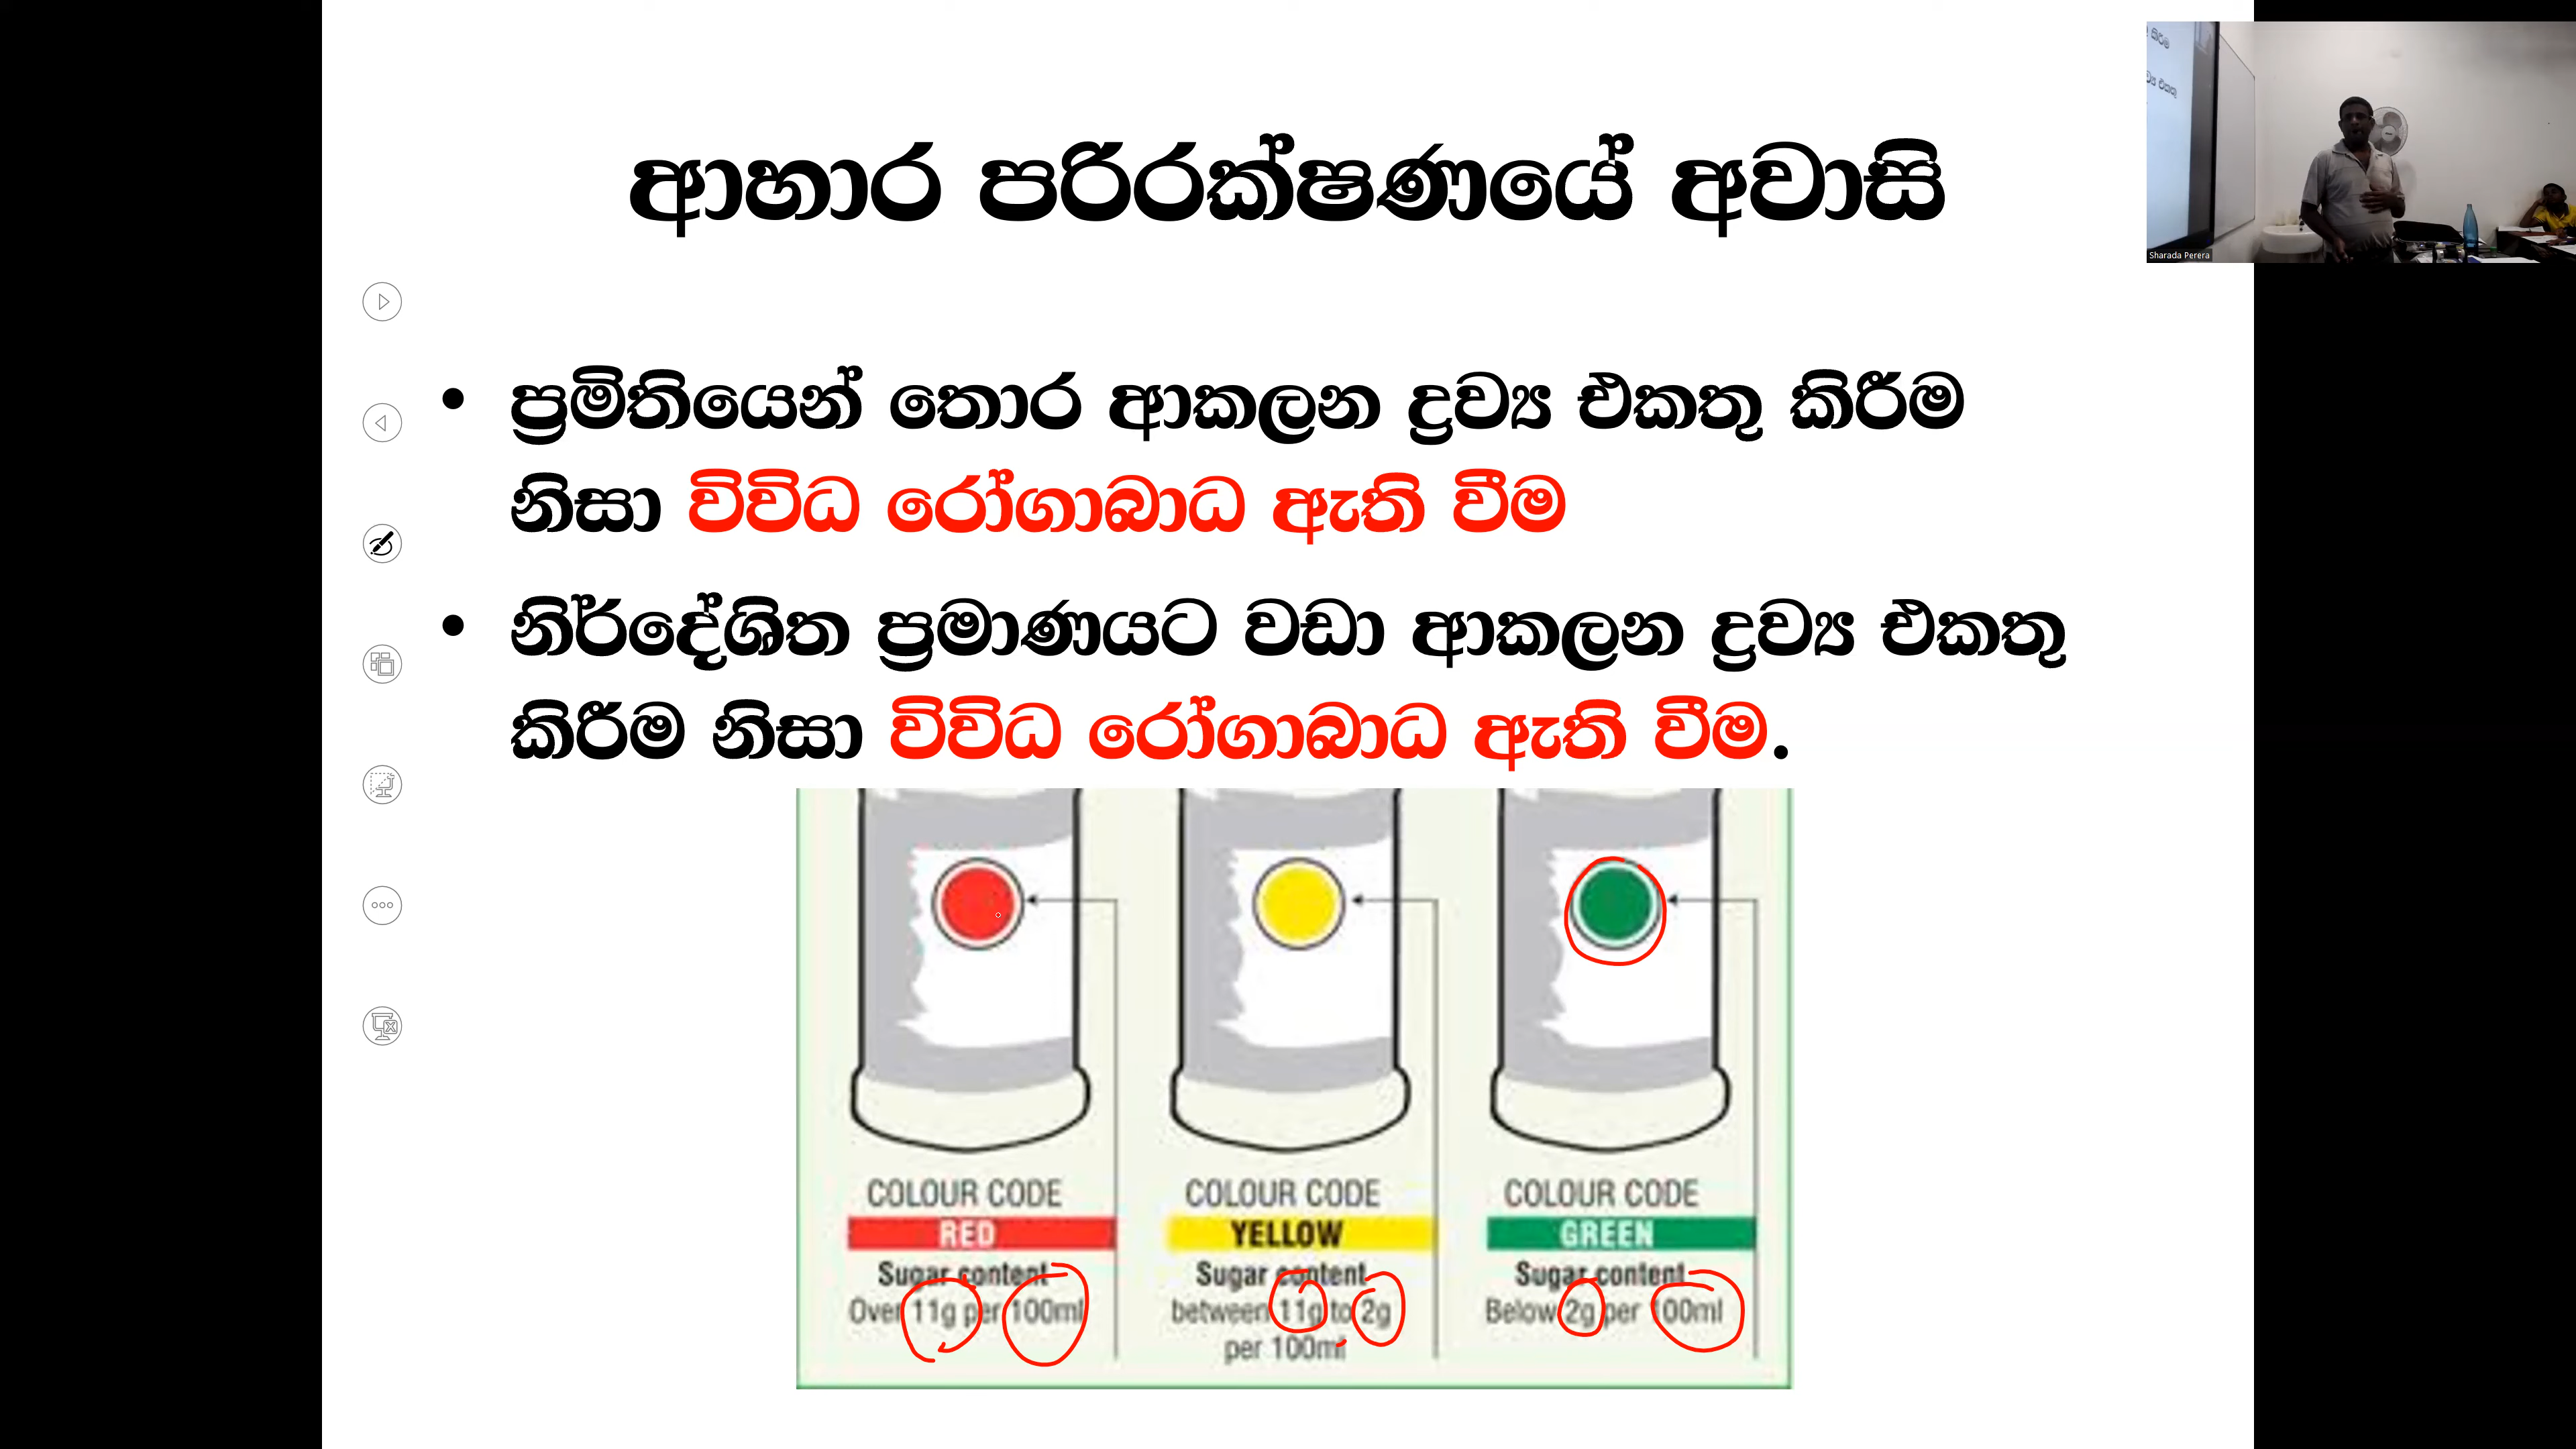 ආහාර පරිරක්ෂණයේ අවාසි
• ප්‍රමිතියෙන් තොර ආකලන ද්‍රව්‍ය එකතු කිරීම
නිසා විවිධ රෝගාබාධ ඇති වීම
• නිර්දේශිත ප්‍රමාණයට වඩා ආකලන ද්‍රව්‍ය එකතු
කිරීම නිසා විවිධ රෝගාබාධ ඇති වීම.
COLOUR CODE
RED
Sugar content
Over 11g per 100ml
COLOUR CODE
YELLOW
Sugar content
between 11g to 2g
per 100ml
COLOUR CODE
GREEN
Sugar content
Below 2g per 100ml
කිරීම
එකතු
Sharada Perera